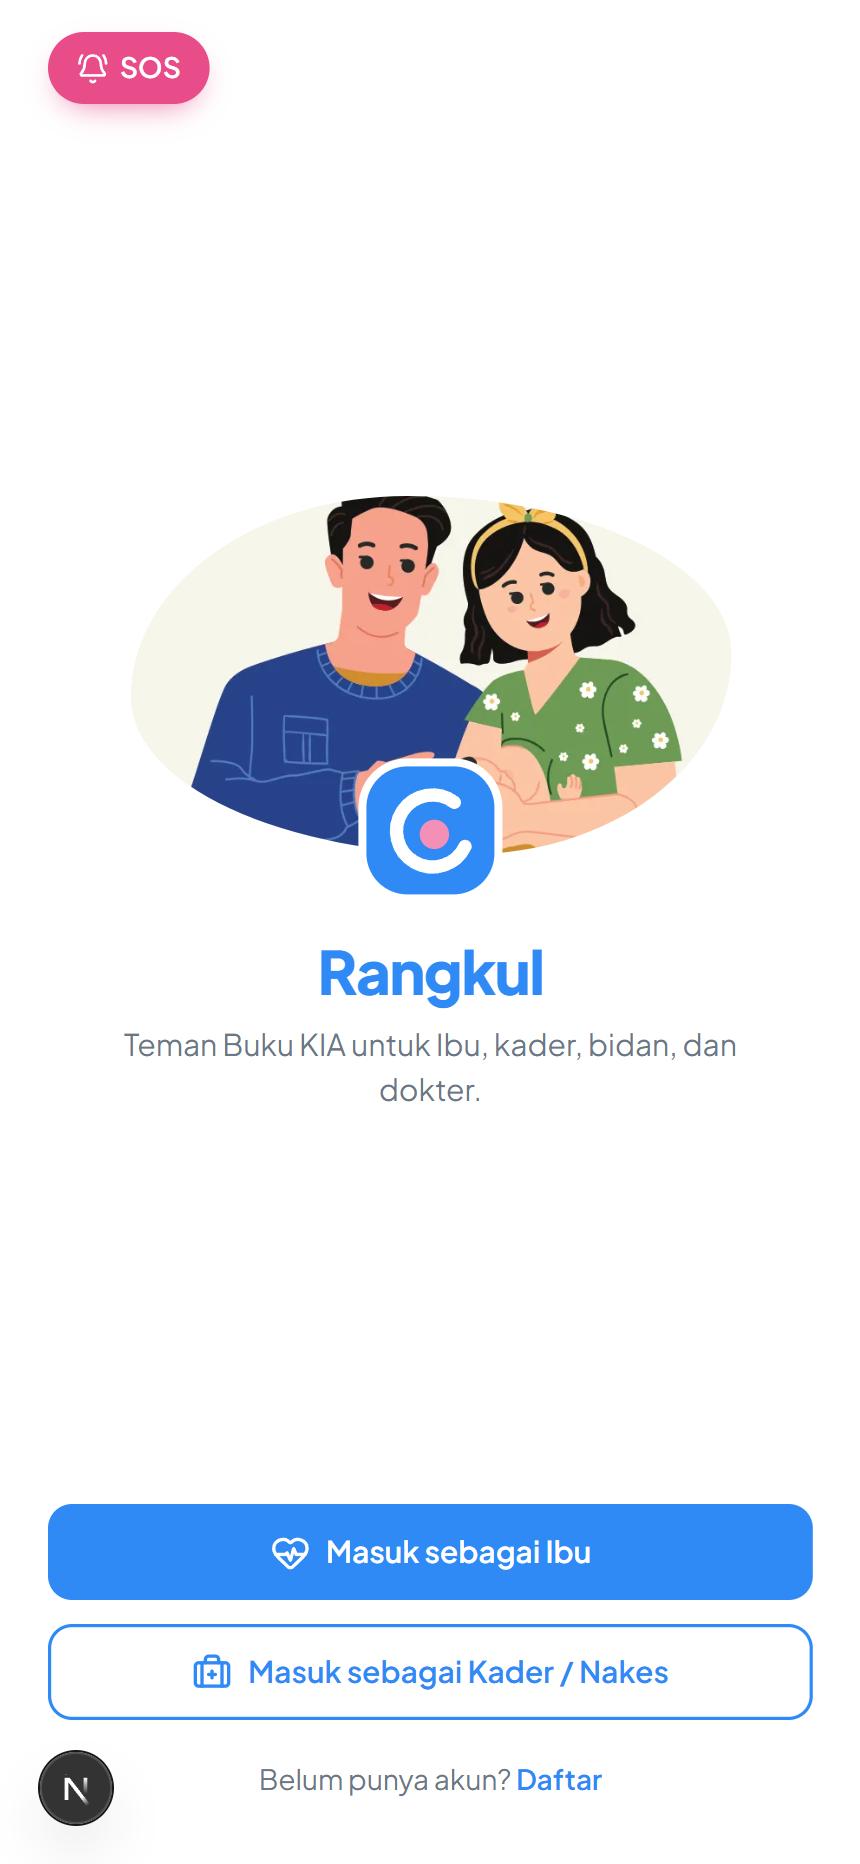 SOS
Rangkul
Teman Buku KIA untuk Ibu, kader, bidan, dan
dokter.
Masuk sebagai Ibu
Masuk sebagai Kader / Nakes
Belum punya akun? Daftar
N